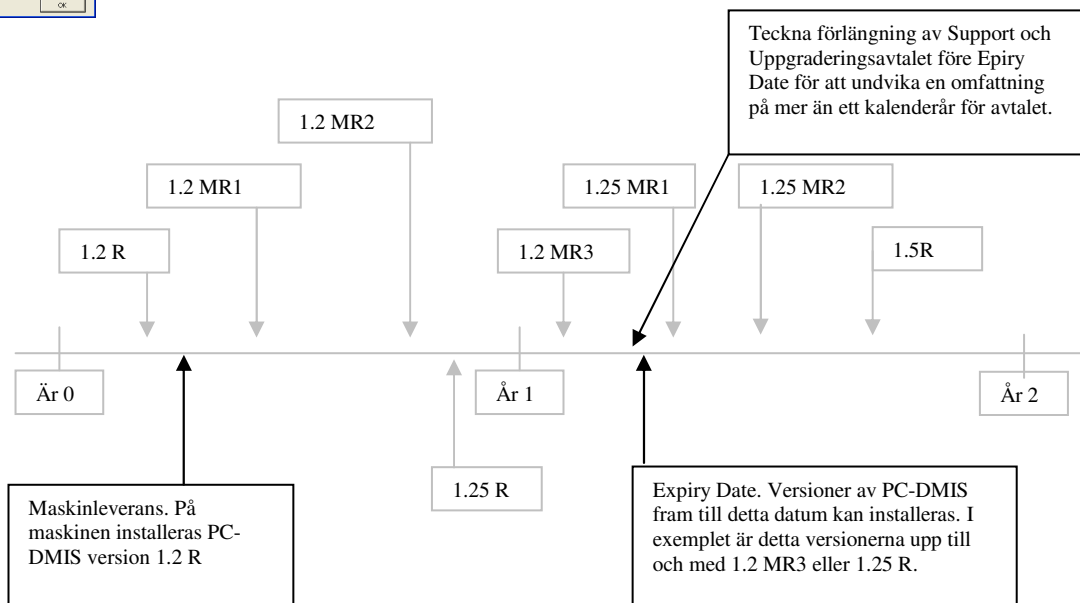 OK
Teckna förlängning av Support och
Uppgraderingsavtalet före Epiry
Date för att undvika en omfattning
på mer än ett kalenderår för avtalet.
1.2 MR2
1.2 MR1
1.25 MR1
1.25 MR2
1.2 R
1.2 MR3
1.5R
Är 0
År 1
År 2
1.25 R
Maskinleverans. På
maskinen installeras PC-
DMIS version 1.2 R
Expiry Date. Versioner av PC-DMIS
fram till detta datum kan installeras. I
exemplet är detta versionerna upp till
och med 1.2 MR3 eller 1.25 R.